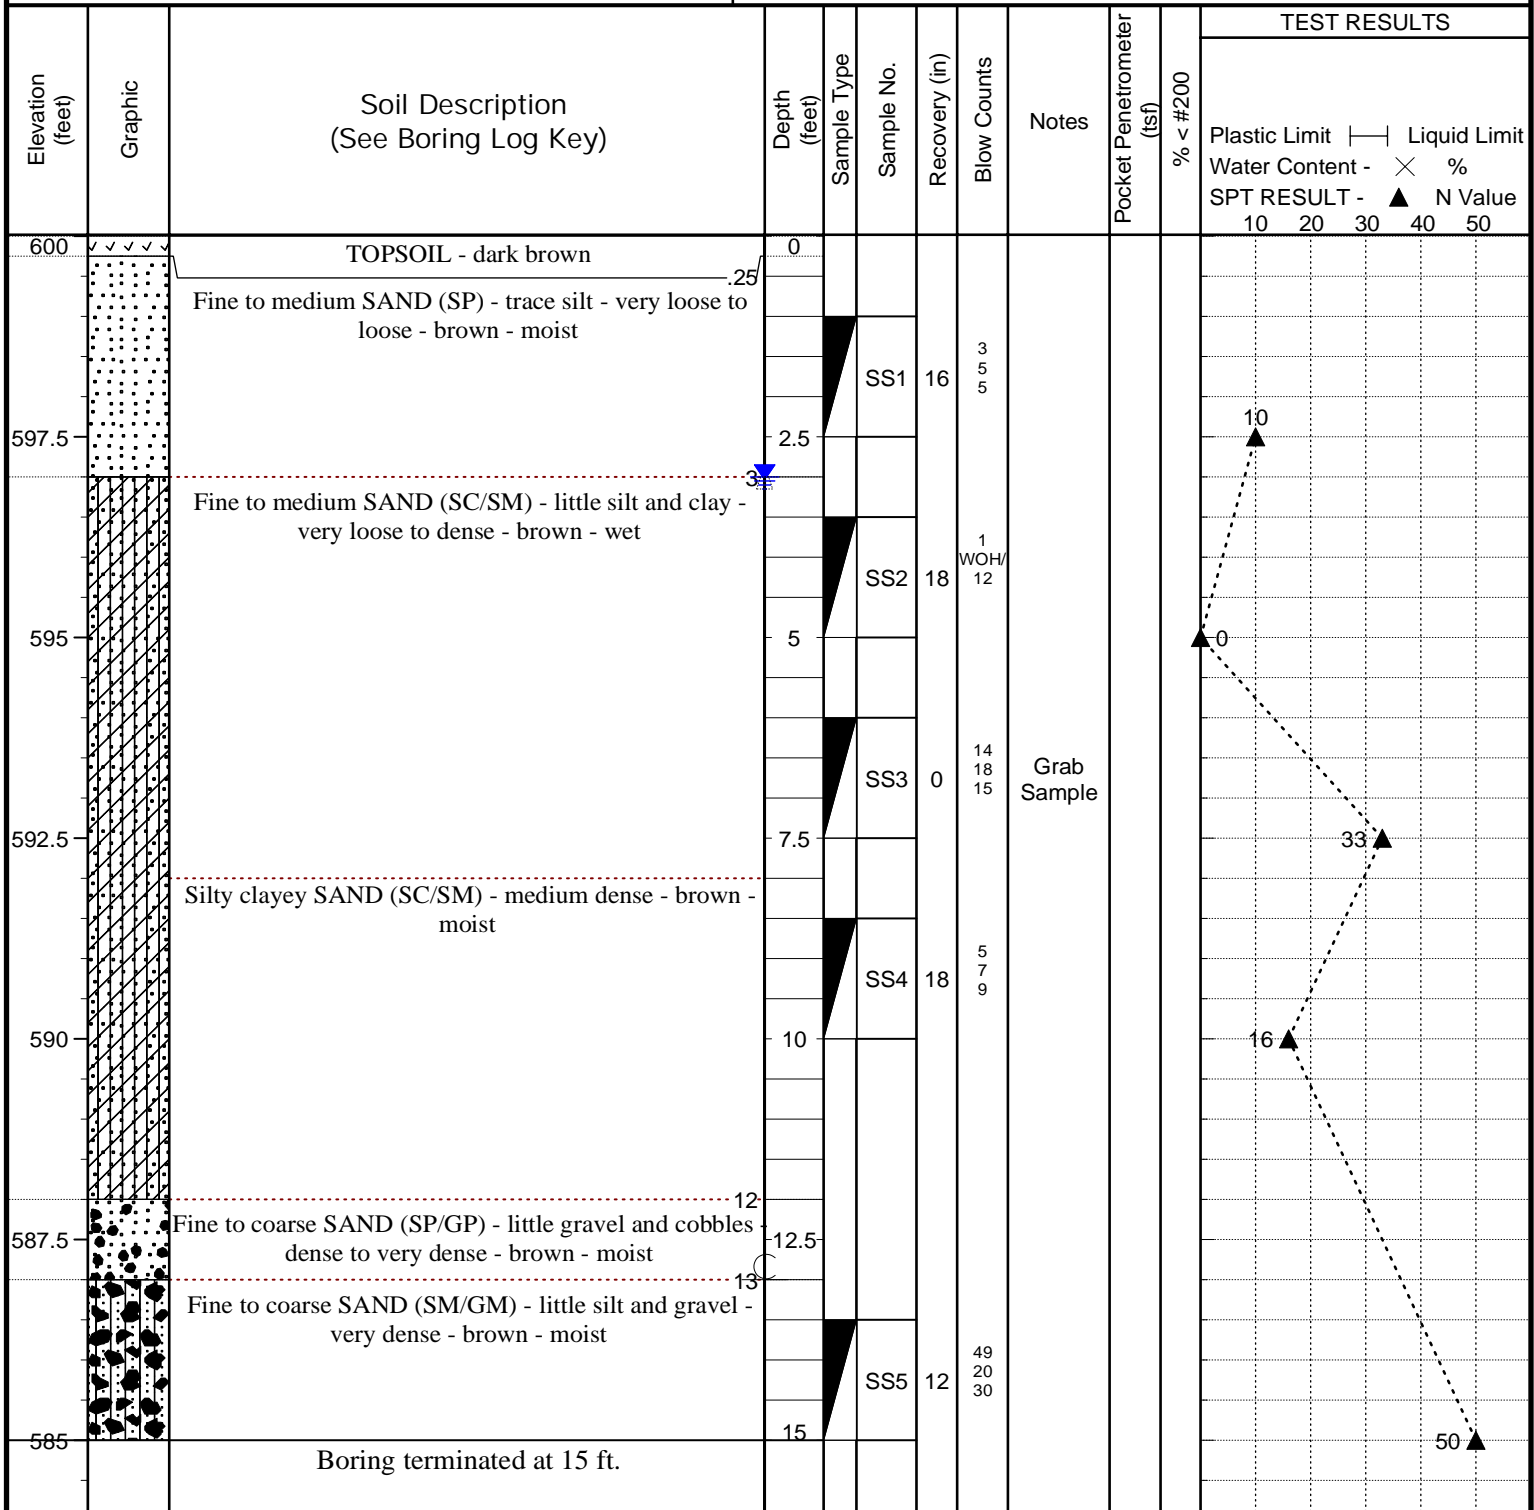 TEST RESULTS
Elevation
(feet)
Graphic
Soil Description
(See Boring Log Key)
Depth
(feet)
Sample Type
Sample No.
Recovery (in)
Blow Counts
Notes
Pocket Penetrometer
(tsf)
% < #200
Plastic Limit Liquid Limit
Water Content - %
SPT RESULT - N Value
10 20 30 40 50
600 TOPSOIL - dark brown 0
.25
Fine to medium SAND (SP) - trace silt - very loose to
loose - brown - moist
3
5
5
SS1 16
10
597.5 2.5
3
Fine to medium SAND (SC/SM) - little silt and clay -
very loose to dense - brown - wet
1
WOH/
12
SS2 18
595 5 0
14
18
15
SS3 0
Grab
Sample
592.5 7.5 33
Silty clayey SAND (SC/SM) - medium dense - brown -
moist
5
7
9
SS4 18
590 10 16
12
Fine to coarse SAND (SP/GP) - little gravel and cobbles -
dense to very dense - brown - moist
587.5 12.5
13
Fine to coarse SAND (SM/GM) - little silt and gravel -
very dense - brown - moist
49
20
30
SS5 12
585 15 50
Boring terminated at 15 ft.